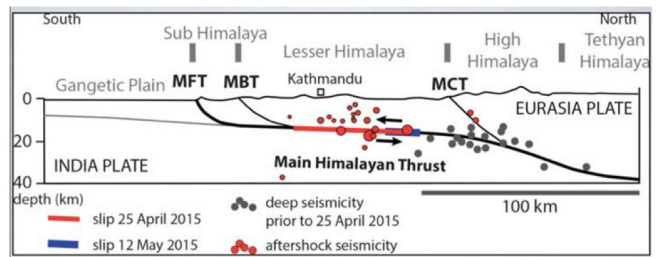 South North
Sub Himalaya
Lesser Himalaya
High
Himalaya
Tethyan
Himalaya
Gangetic Plain MFT MBT Kathmandu MCT
EURASIA PLATE
0
20
40
INDIA PLATE
Main Himalayan Thrust
depth (km)
slip 25 April 2015
slip 12 May 2015
deep seismicity
prior to 25 April 2015
aftershock seismicity
100 km